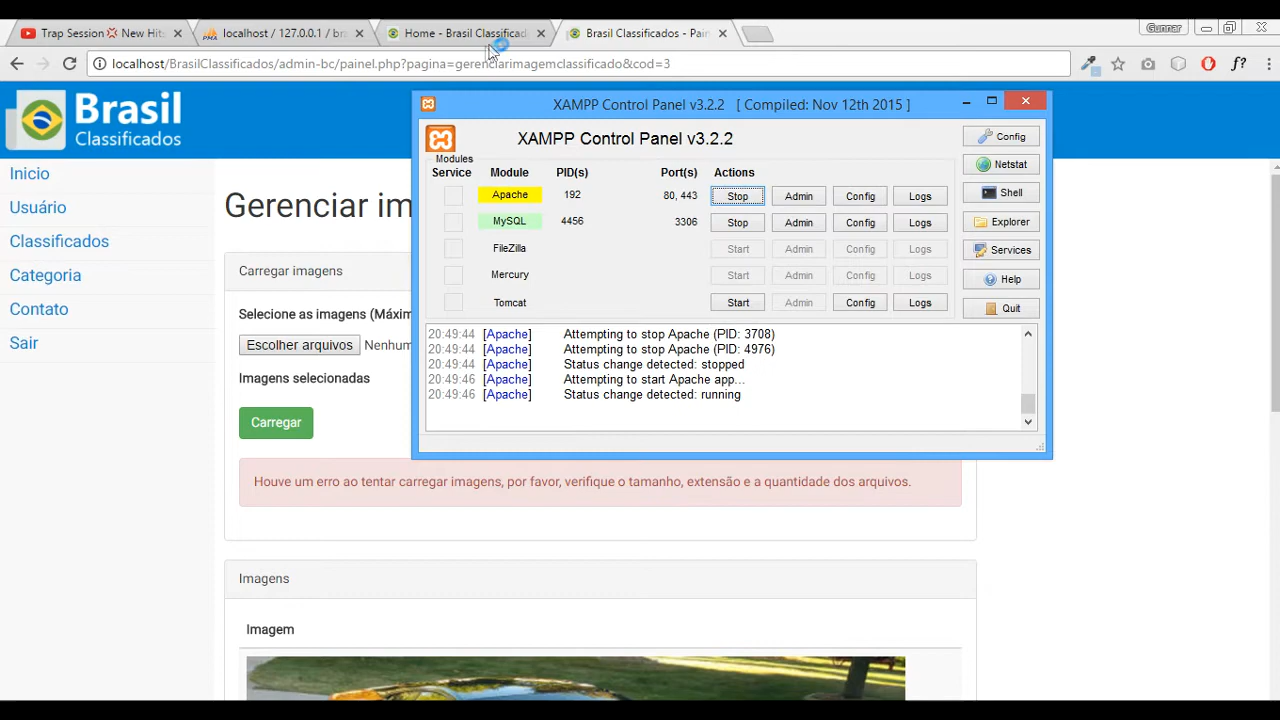 Trap Session 💢 New Hits
localhost / 127.0.0.1 / bra
Home - Brasil Classificad
Brasil Classificados - Pain
Gunnar
localhost/BrasilClassificados/admin-bc/painel.php?pagina=gerenciarimagemclassificado&cod=3
f?
Brasil
Classificados
Inicio
Usuário
Classificados
Categoria
Contato
Sair
Gerenciar im
Carregar imagens
Selecione as imagens (Máxim
Escolher arquivos Nenhum
Imagens selecionadas
Carregar
Houve um erro ao tentar carregar imagens, por favor, verifique o tamanho, extensão e a quantidade dos arquivos.
Imagens
Imagem
XAMPP Control Panel v3.2.2 [ Compiled: Nov 12th 2015 ]
XAMPP Control Panel v3.2.2
Config
Modules
Service Module PID(s) Port(s) Actions
Netstat
Apache 192 80, 443 Stop Admin Config Logs
Shell
MySQL 4456 3306 Stop Admin Config Logs
Explorer
FileZilla Start Admin Config Logs
Services
Mercury Start Admin Config Logs
Help
Tomcat Start Admin Config Logs
Quit
20:49:44 [Apache] Attempting to stop Apache (PID: 3708)
20:49:44 [Apache] Attempting to stop Apache (PID: 4976)
20:49:44 [Apache] Status change detected: stopped
20:49:46 [Apache] Attempting to start Apache app...
20:49:46 [Apache] Status change detected: running